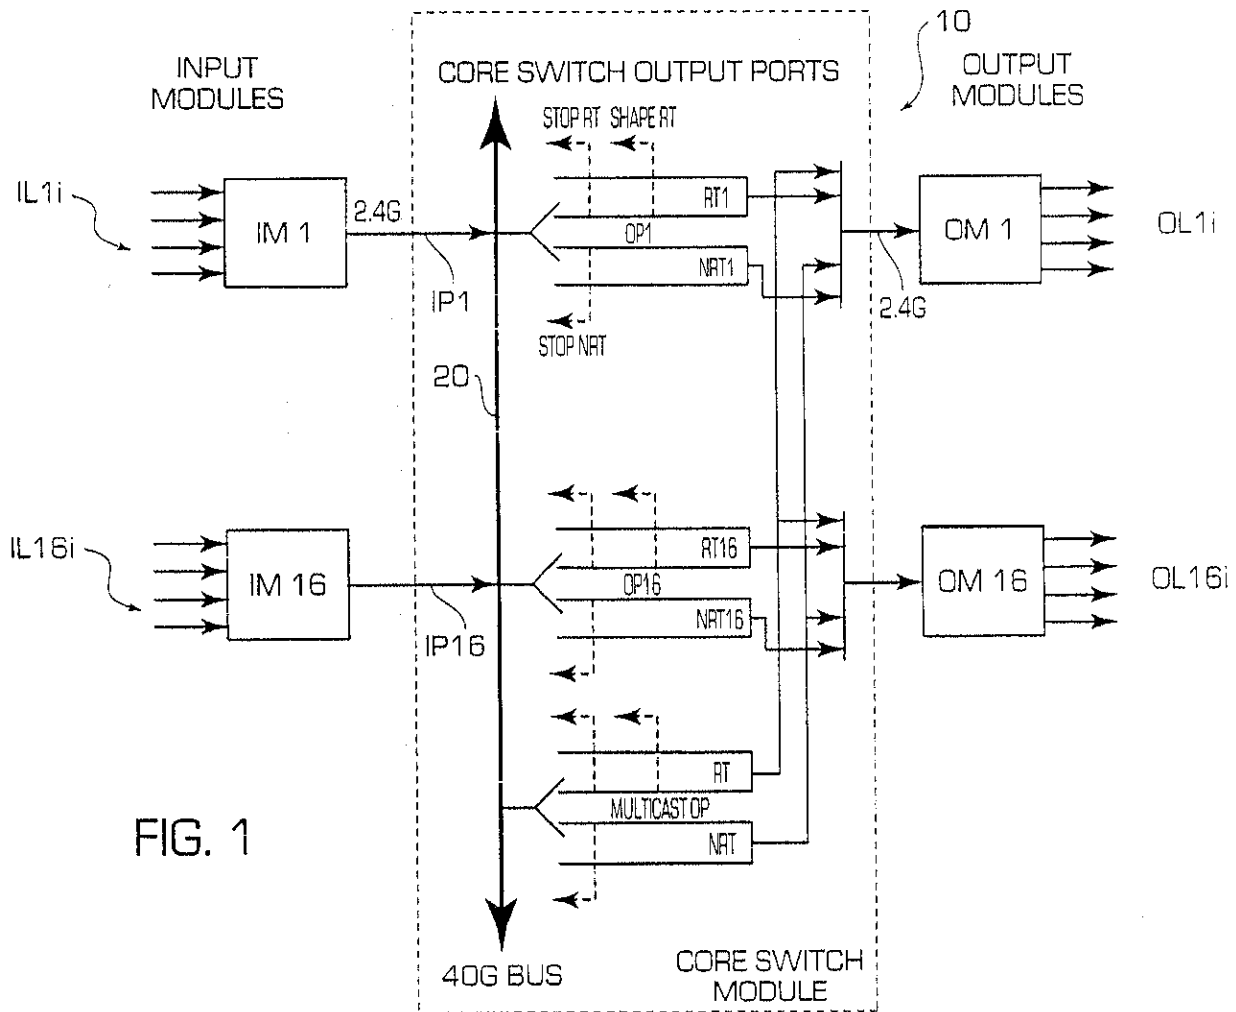 10
INPUT
MODULES
CORE SWITCH OUTPUT PORTS
OUTPUT
MODULES
STOP RT
SHAPE RT
IL1i
IM 1
2.4G
IP1
RT1
OP1
NRT1
STOP NRT
OM 1
2.4G
OL1i
20
IL16i
IM 16
IP16
RT16
OP16
NRT16
OM 16
OL16i
RT
MULTICAST OP
NRT
FIG. 1
40G BUS
CORE SWITCH
MODULE